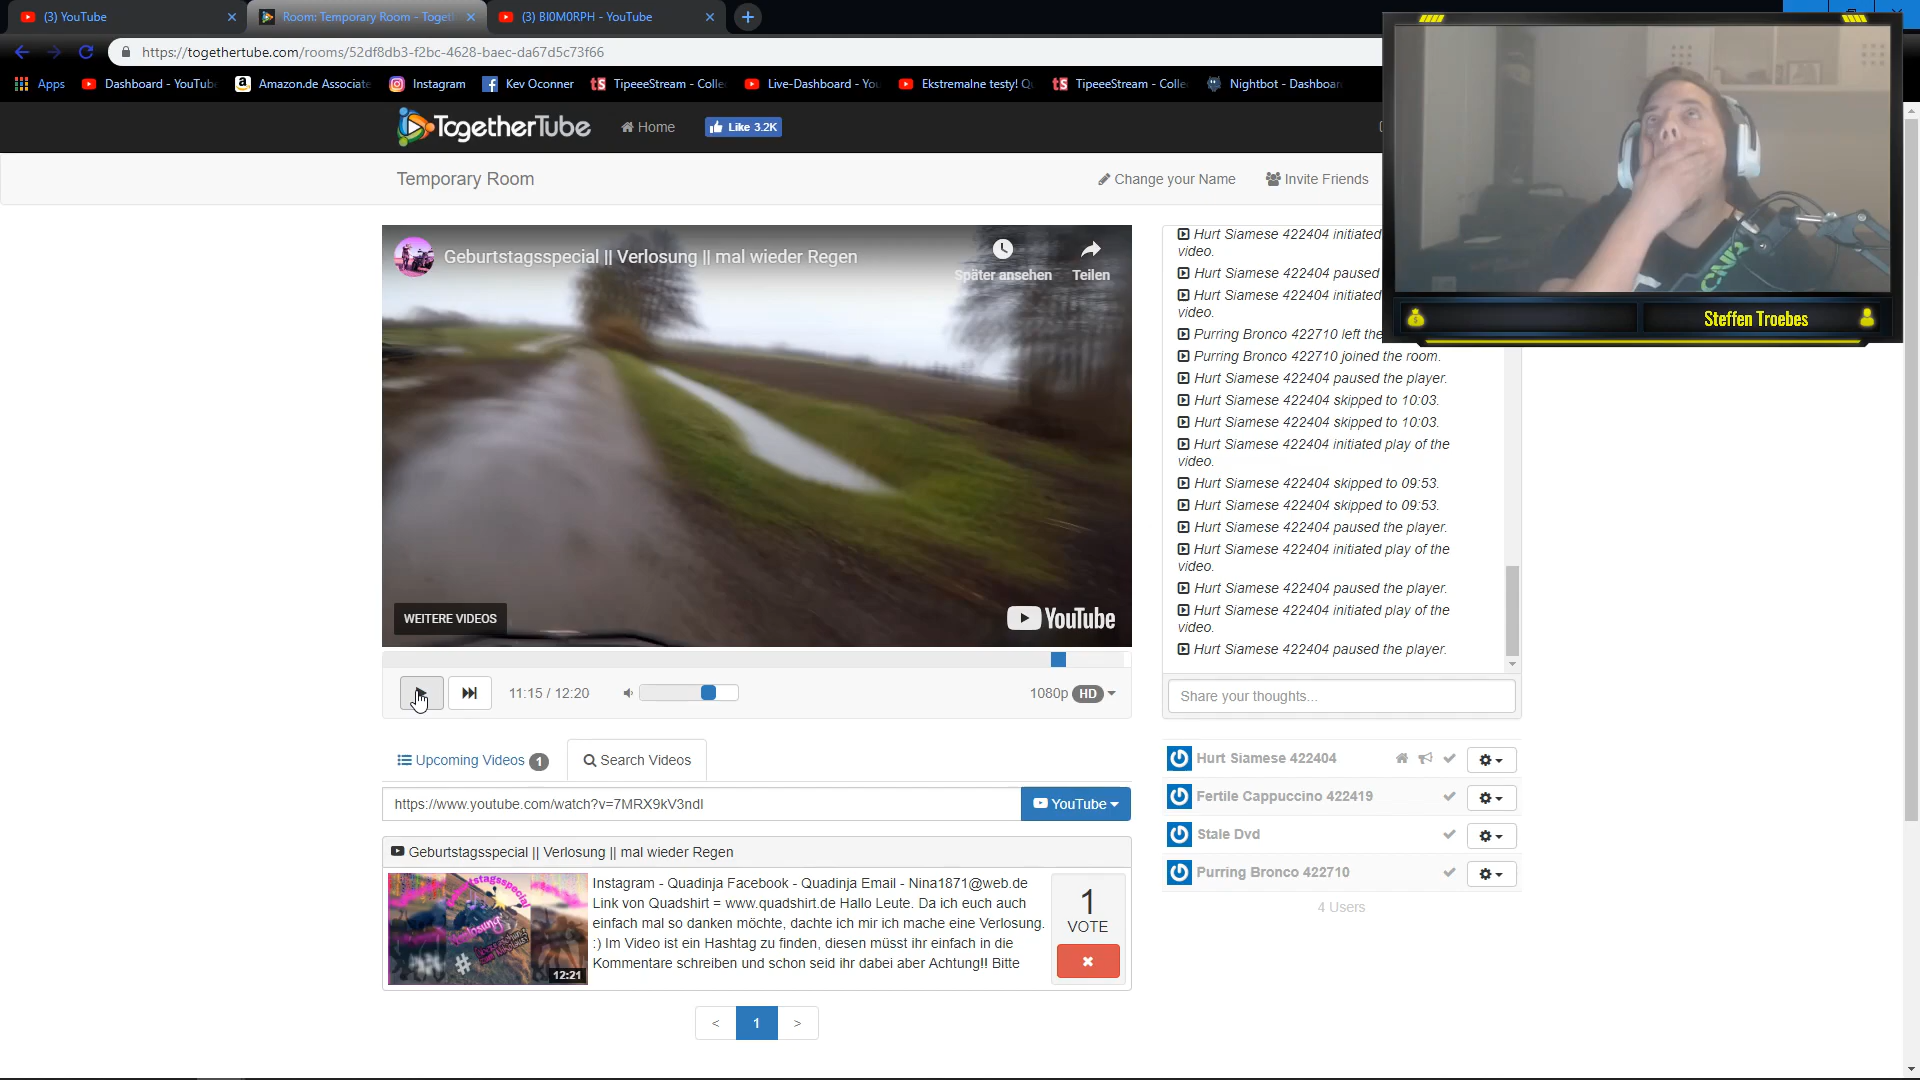 (3) YouTube
Room: Temporary Room - Togeth
(3) BI0M0RPH - YouTube
https://togethertube.com/rooms/52df8db3-f2bc-4628-baec-da67d5c73f66
Apps
Dashboard - YouTube
Amazon.de Associate
Instagram
Kev Oconner
TipeeeStream - Colle
Live-Dashboard - You
Ekstremalne testy! Q
TipeeeStream - Colle
Nightbot - Dashboar
TogetherTube
Home
Like 3.2K
Temporary Room
Change your Name
Invite Friends
Geburtstagsspecial || Verlosung || mal wieder Regen
Später ansehen
Teilen
WEITERE VIDEOS
YouTube
11:15 / 12:20
1080p HD
Hurt Siamese 422404 initiated
video.
Hurt Siamese 422404 paused
Hurt Siamese 422404 initiated
video.
Purring Bronco 422710 left the
Purring Bronco 422710 joined the room.
Hurt Siamese 422404 paused the player.
Hurt Siamese 422404 skipped to 10:03.
Hurt Siamese 422404 skipped to 10:03.
Hurt Siamese 422404 initiated play of the
video.
Hurt Siamese 422404 skipped to 09:53.
Hurt Siamese 422404 skipped to 09:53.
Hurt Siamese 422404 paused the player.
Hurt Siamese 422404 initiated play of the
video.
Hurt Siamese 422404 paused the player.
Hurt Siamese 422404 initiated play of the
video.
Hurt Siamese 422404 paused the player.
Share your thoughts...
Steffen Troebes
Upcoming Videos 1
Search Videos
https://www.youtube.com/watch?v=7MRX9kV3ndI
YouTube
Geburtstagsspecial || Verlosung || mal wieder Regen
Instagram - Quadinja Facebook - Quadinja Email - Nina1871@web.de
Link von Quadshirt = www.quadshirt.de Hallo Leute. Da ich euch auch
einfach mal so danken möchte, dachte ich mir ich mache eine Verlosung.
:) Im Video ist ein Hashtag zu finden, diesen müsst ihr einfach in die
Kommentare schreiben und schon seid ihr dabei aber Achtung!! Bitte
12:21
1
VOTE
< 1 >
Hurt Siamese 422404
Fertile Cappuccino 422419
Stale Dvd
Purring Bronco 422710
4 Users